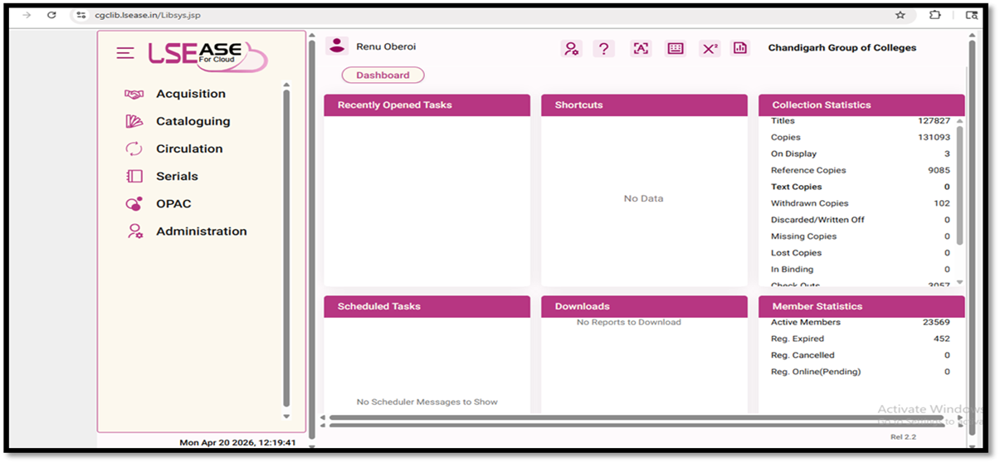 cgclib.lsease.in/Libsys.jsp
LSEASE
For Cloud
Acquisition
Cataloguing
Circulation
Serials
OPAC
Administration
Mon Apr 20 2026, 12:19:41
Renu Oberoi
X²
Chandigarh Group of Colleges
Dashboard
Recently Opened Tasks
Shortcuts
No Data
Collection Statistics
Titles 127827
Copies 131093
On Display 3
Reference Copies 9085
Text Copies 0
Withdrawn Copies 102
Discarded/Written Off 0
Missing Copies 0
Lost Copies 0
In Binding 0
Check Outs 3057
Scheduled Tasks
No Scheduler Messages to Show
Downloads
No Reports to Download
Member Statistics
Active Members 23569
Reg. Expired 452
Reg. Cancelled 0
Reg. Online(Pending) 0
Activate Windows
Rel 2.2